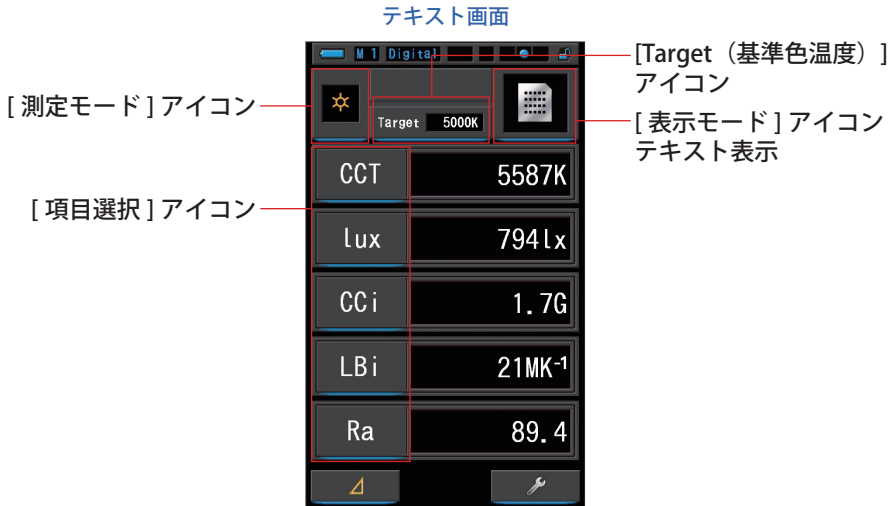 テキスト画面
M 1 Digital
[ 測定モード ] アイコン
[Target（基準色温度）]
アイコン
Target 5000K
[ 表示モード ] アイコン
テキスト表示
[ 項目選択 ] アイコン
CCT 5587K
lux 794lx
CCi 1.7G
LBi 21MK⁻¹
Ra 89.4